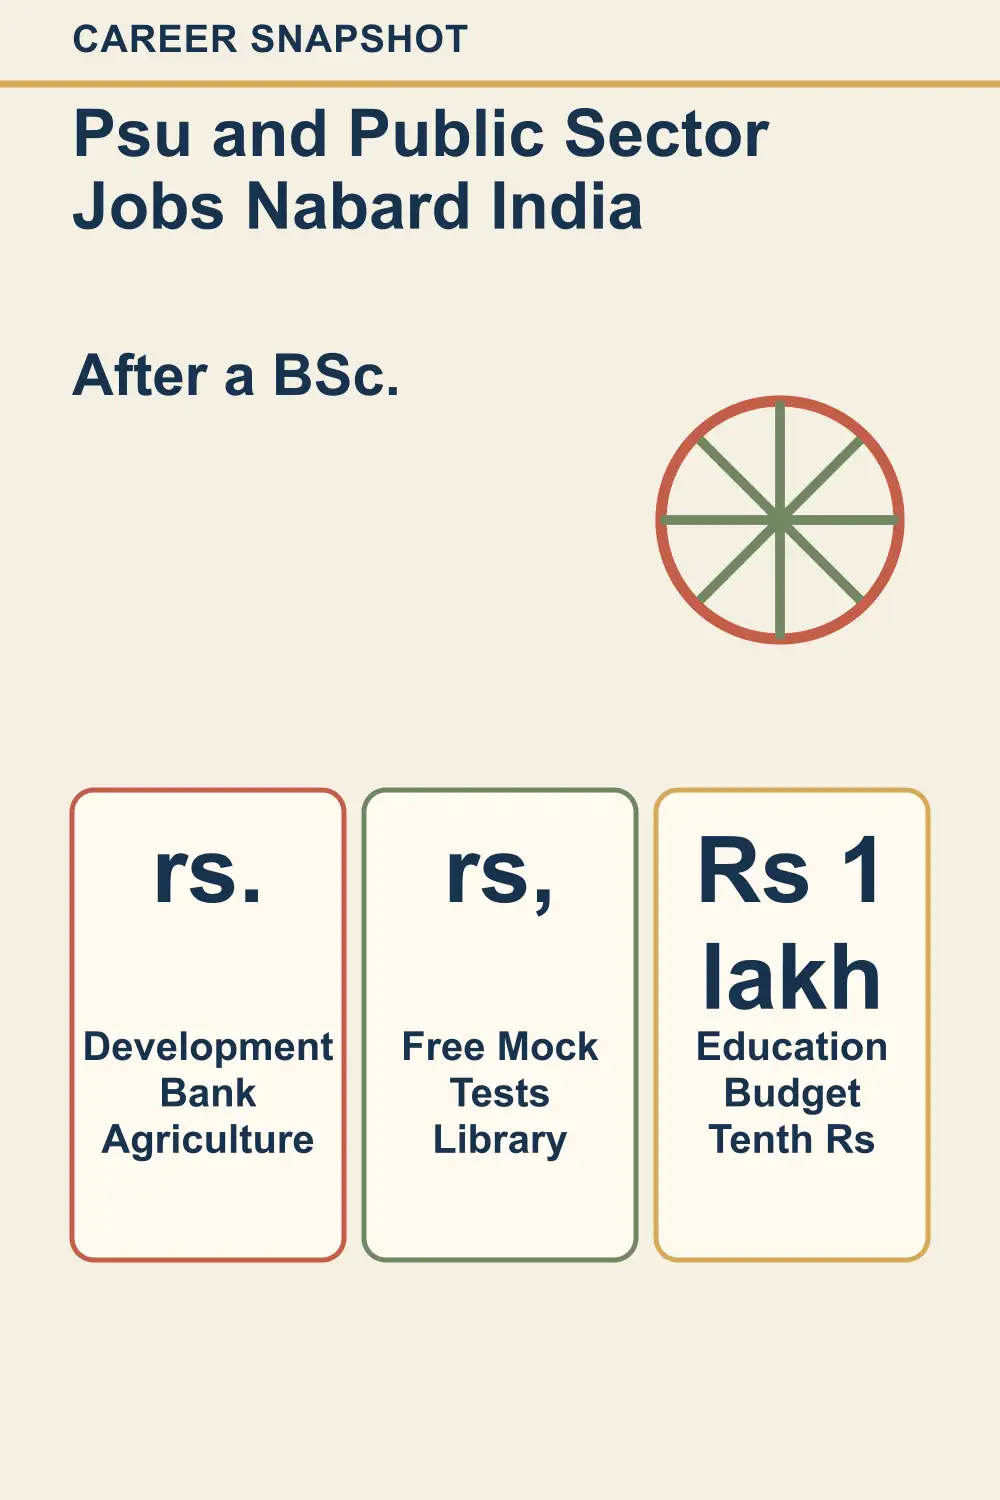 CAREER SNAPSHOT
Psu and Public Sector
Jobs Nabard India
After a BSc.
rs.
Development
Bank
Agriculture
rs,
Free Mock
Tests
Library
Rs 1
lakh
Education
Budget
Tenth Rs